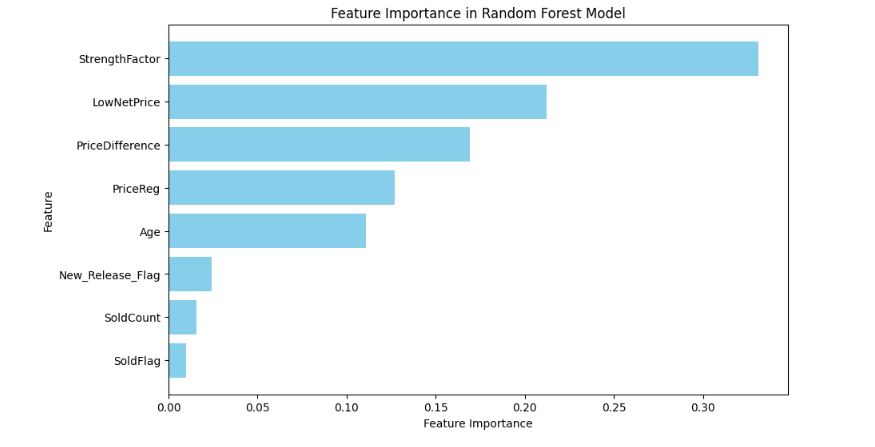 Feature Importance in Random Forest Model
StrengthFactor
LowNetPrice
PriceDifference
PriceReg
Age
New_Release_Flag
SoldCount
SoldFlag
Feature
0.00 0.05 0.10 0.15 0.20 0.25 0.30
Feature Importance